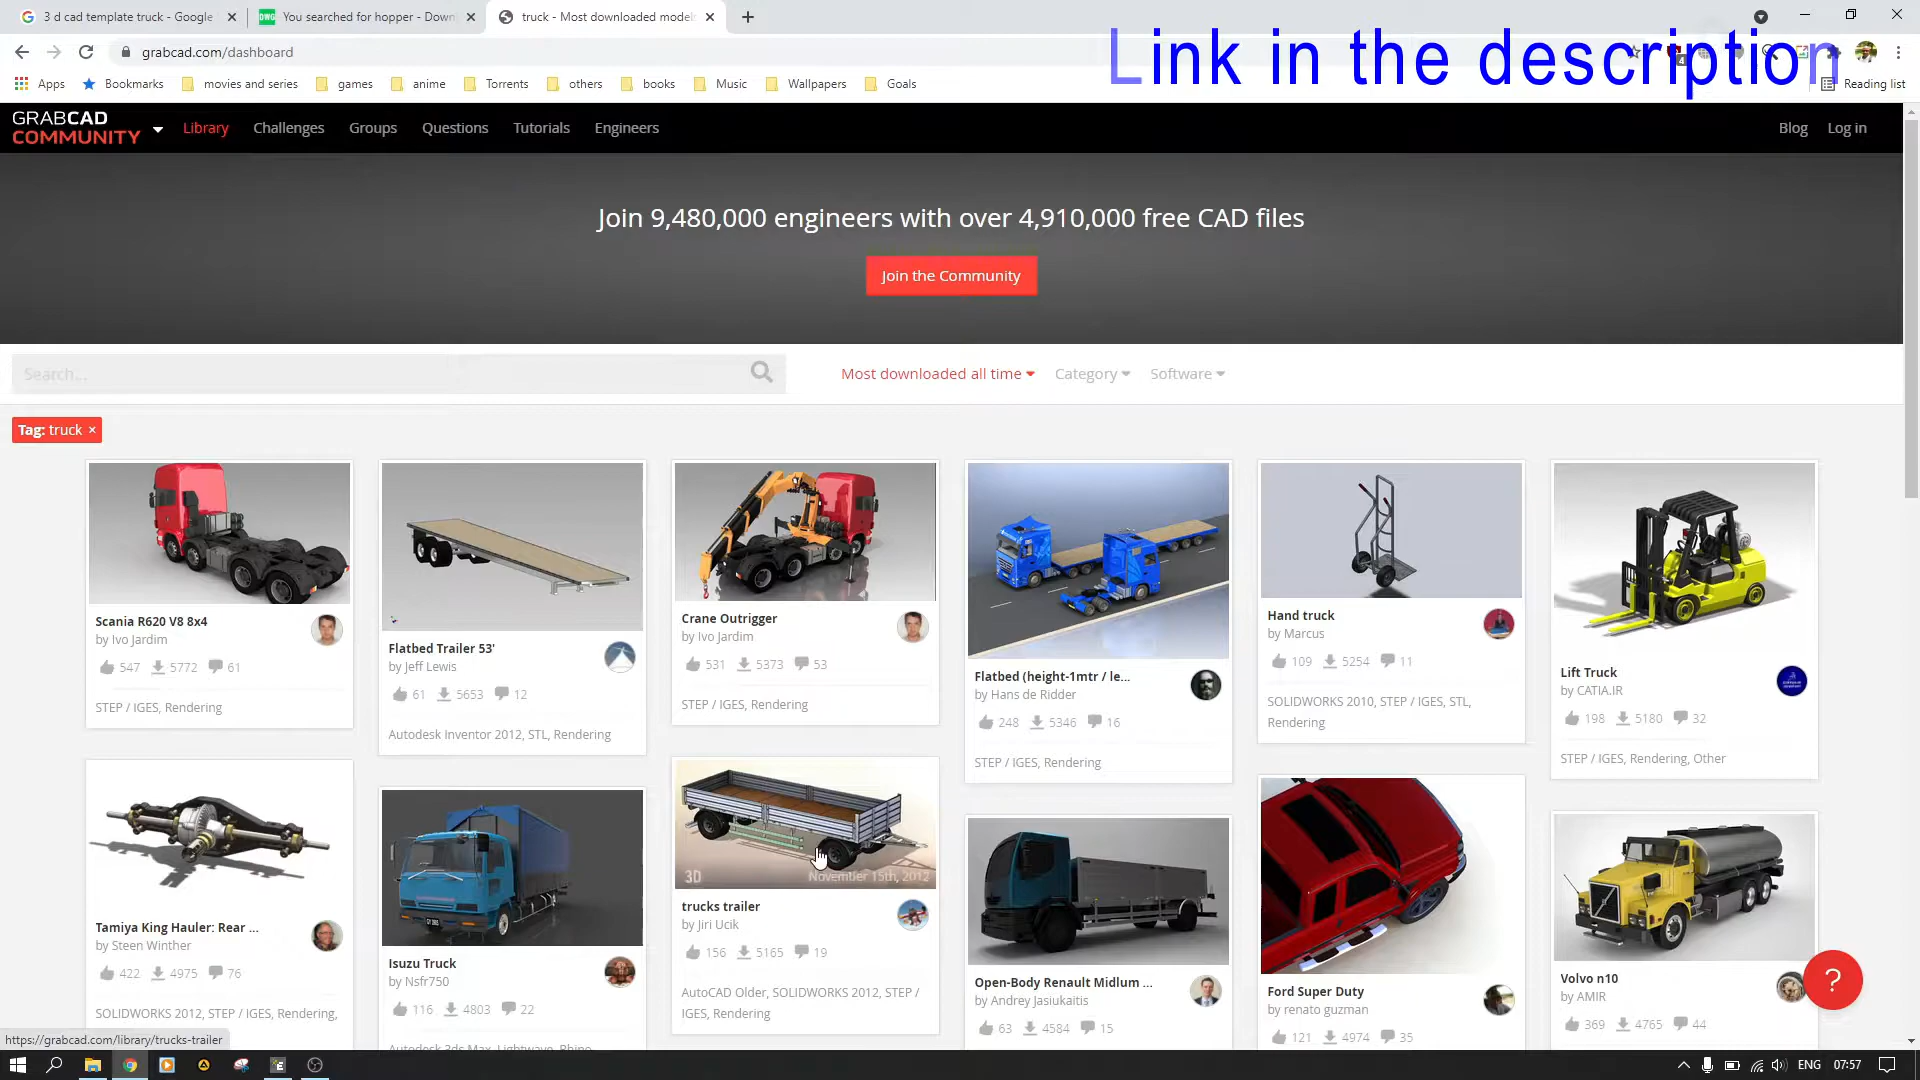 3 d cad template truck - Google
You searched for hopper - Down
truck - Most downloaded models
grabcad.com/dashboard
Link in the description
Apps Bookmarks movies and series games anime Torrents others books Music Wallpapers Goals Reading list
GRABCAD
COMMUNITY
Library Challenges Groups Questions Tutorials Engineers Blog Log in
Join 9,480,000 engineers with over 4,910,000 free CAD files
Join the Community
Search...
Most downloaded all time Category Software
Tag: truck ×
Scania R620 V8 8x4
by Ivo Jardim
547 5772 61
STEP / IGES, Rendering
Flatbed Trailer 53'
by Jeff Lewis
61 5653 12
Autodesk Inventor 2012, STL, Rendering
Crane Outrigger
by Ivo Jardim
531 5373 53
STEP / IGES, Rendering
Flatbed (height-1mtr / le...
by Hans de Ridder
248 5346 16
STEP / IGES, Rendering
Hand truck
by Marcus
109 5254 11
SOLIDWORKS 2010, STEP / IGES, STL,
Rendering
Lift Truck
by CATIA.IR
198 5180 32
STEP / IGES, Rendering, Other
Tamiya King Hauler: Rear ...
by Steen Winther
422 4975 76
SOLIDWORKS 2012, STEP / IGES, Rendering,
Isuzu Truck
by Nsfr750
116 4803 22
Autodesk 3ds Max, Lightwave, Rhino,
3D November 15th, 2012
trucks trailer
by Jiri Ucik
156 5165 19
AutoCAD Older, SOLIDWORKS 2012, STEP /
IGES, Rendering
Open-Body Renault Midlum ...
by Andrey Jasiukaitis
63 4584 15
Ford Super Duty
by renato guzman
121 4974 35
Volvo n10
by AMIR
369 4765 44
?
https://grabcad.com/library/trucks-trailer
ENG 07:57